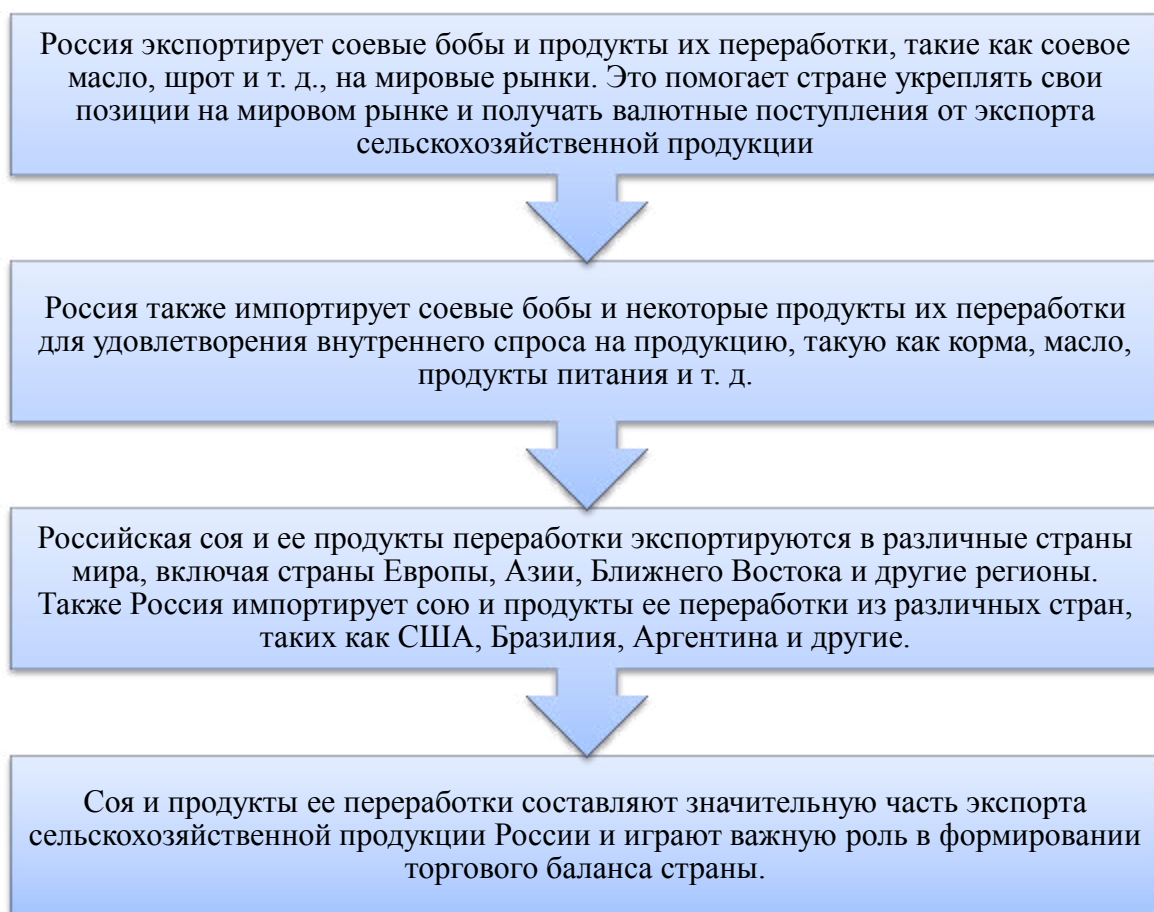 Россия экспортирует соевые бобы и продукты их переработки, такие как соевое
масло, шрот и т. д., на мировые рынки. Это помогает стране укреплять свои
позиции на мировом рынке и получать валютные поступления от экспорта
сельскохозяйственной продукции
Россия также импортирует соевые бобы и некоторые продукты их переработки
для удовлетворения внутреннего спроса на продукцию, такую как корма, масло,
продукты питания и т. д.
Российская соя и ее продукты переработки экспортируются в различные страны
мира, включая страны Европы, Азии, Ближнего Востока и другие регионы.
Также Россия импортирует сою и продукты ее переработки из различных стран,
таких как США, Бразилия, Аргентина и другие.
Соя и продукты ее переработки составляют значительную часть экспорта
сельскохозяйственной продукции России и играют важную роль в формировании
торгового баланса страны.